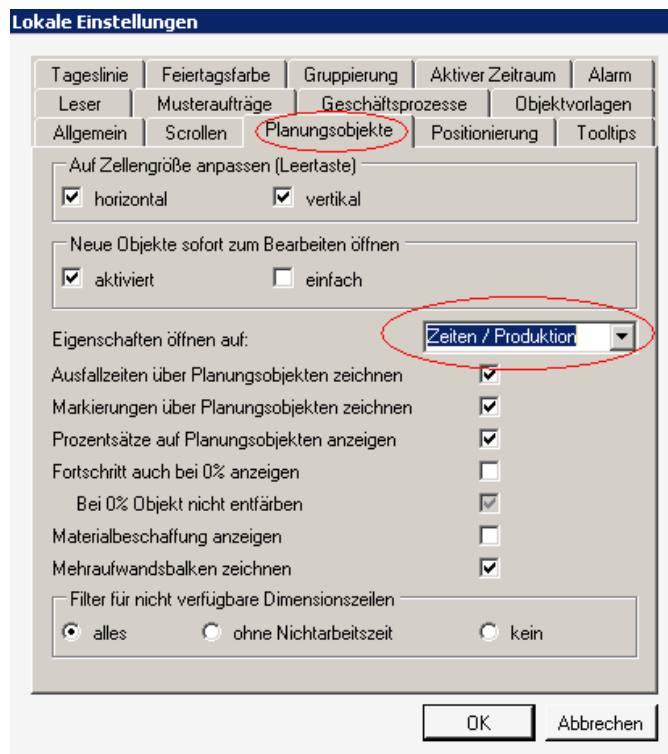 Lokale Einstellungen
Tageslinie Feiertagsfarbe Gruppierung Aktiver Zeitraum Alarm
Leser Musteraufträge Geschäftsprozesse Objektvorlagen
Allgemein Scrollen Planungsobjekte Positionierung Tooltips
Auf Zellengröße anpassen (Leertaste)
horizontal vertikal
Neue Objekte sofort zum Bearbeiten öffnen
aktiviert einfach
Eigenschaften öffnen auf: Zeiten / Produktion
Ausfallzeiten über Planungsobjekten zeichnen
Markierungen über Planungsobjekten zeichnen
Prozentsätze auf Planungsobjekten anzeigen
Fortschritt auch bei 0% anzeigen
Bei 0% Objekt nicht entfärben
Materialbeschaffung anzeigen
Mehraufwandsbalken zeichnen
Filter für nicht verfügbare Dimensionszeilen
alles ohne Nichtarbeitszeit kein
OK Abbrechen